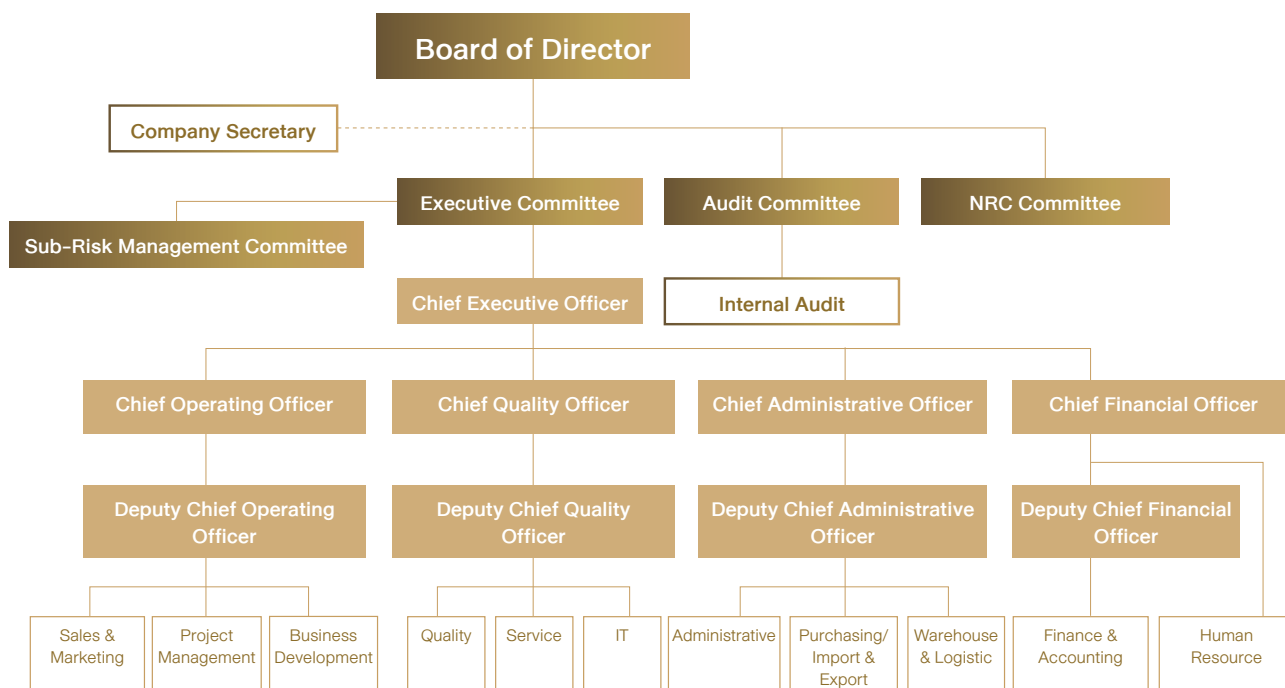 Board of Director
Company Secretary
Executive Committee
Audit Committee
NRC Committee
Sub-Risk Management Committee
Chief Executive Officer
Internal Audit
Chief Operating Officer
Chief Quality Officer
Chief Administrative Officer
Chief Financial Officer
Deputy Chief Operating
Officer
Deputy Chief Quality
Officer
Deputy Chief Administrative
Officer
Deputy Chief Financial
Officer
Sales &
Marketing
Project
Management
Business
Development
Quality
Service
IT
Administrative
Purchasing/
Import &
Export
Warehouse
& Logistic
Finance &
Accounting
Human
Resource